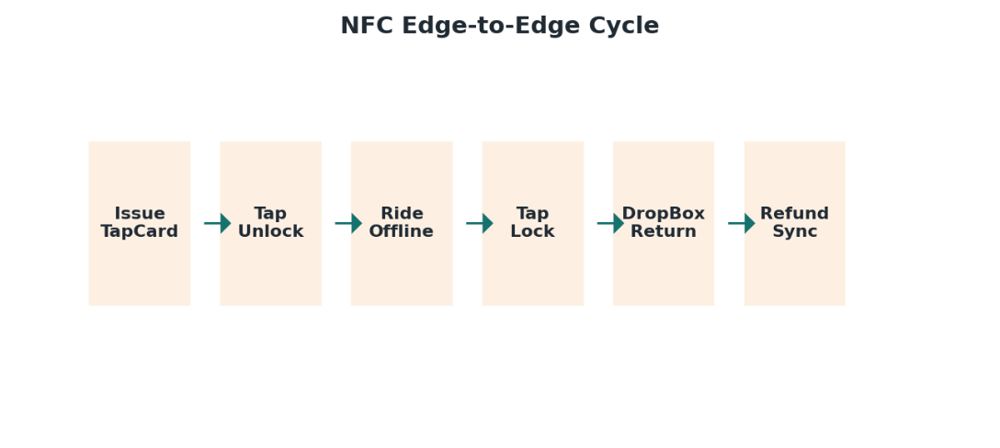 NFC Edge-to-Edge Cycle
Issue
TapCard
Tap
Unlock
Ride
Offline
Tap
Lock
DropBox
Return
Refund
Sync